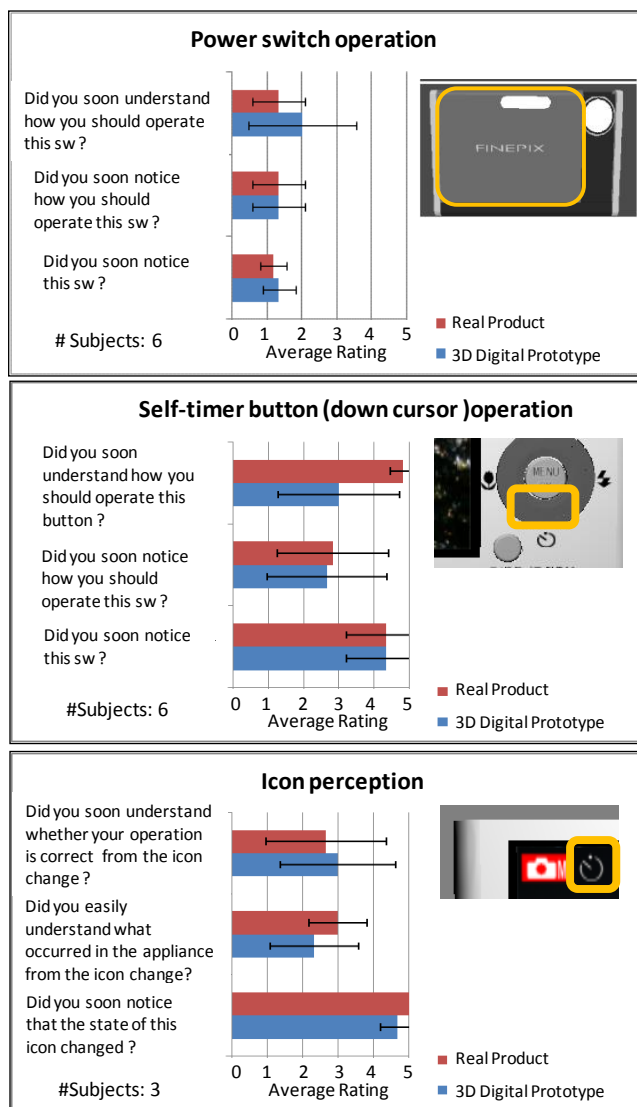 Power switch operation
Did you soon understand
how you should operate
this sw ?
Did you soon notice
how you should
operate this sw ?
Did you soon notice
this sw ?
# Subjects: 6
0 1 2 3 4 5
Average Rating
FINEPIX
Real Product
3D Digital Prototype
Self-timer button (down cursor )operation
Did you soon
understand how you
should operate this
button ?
Did you soon notice
how you should
operate this sw ?
Did you soon notice
this sw ?
#Subjects: 6
0 1 2 3 4 5
Average Rating
MENU
Real Product
3D Digital Prototype
Icon perception
Did you soon understand
whether your operation
is correct from the icon
change ?
Did you easily
understand what
occurred in the appliance
from the icon change?
Did you soon notice
that the state of this
icon changed ?
#Subjects: 3
0 1 2 3 4 5
Average Rating
M
Real Product
3D Digital Prototype